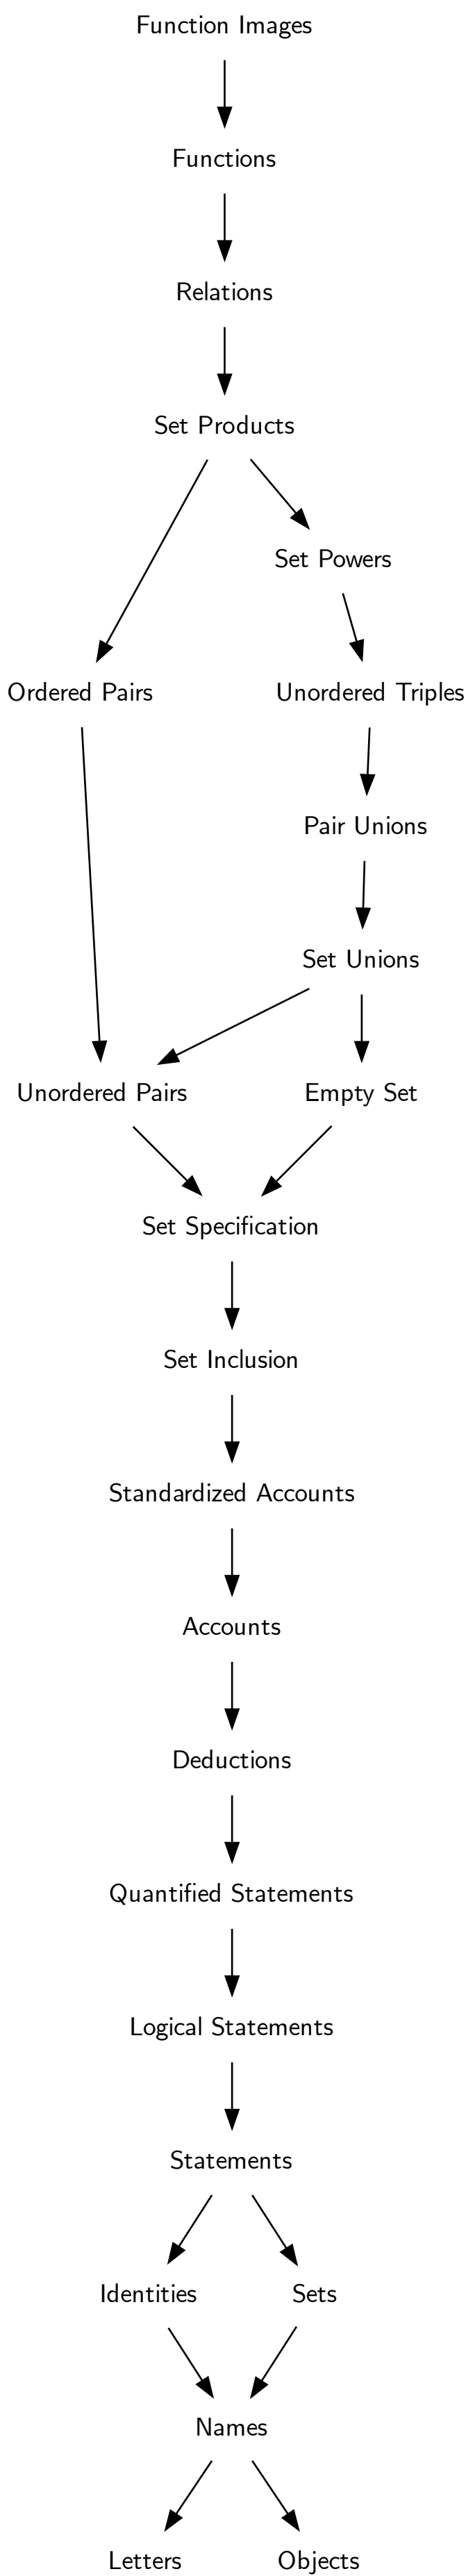 Function Images
Functions
Relations
Set Products
Set Powers
Ordered Pairs
Unordered Triples
Pair Unions
Set Unions
Unordered Pairs
Empty Set
Set Specification
Set Inclusion
Standardized Accounts
Accounts
Deductions
Quantified Statements
Logical Statements
Statements
Identities
Sets
Names
Letters
Objects